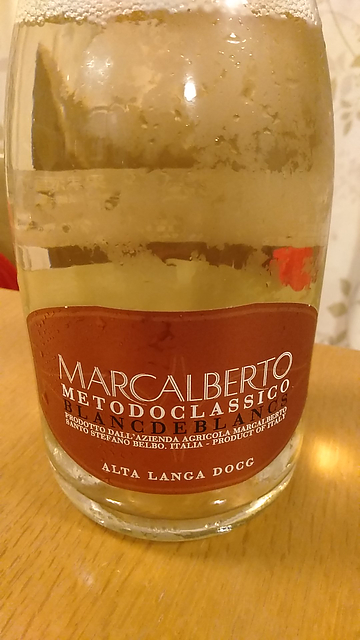 MARCALBERTO
METODOCLASSICO
BLANCDEBLANCS
PRODOTTO DALL'AZIENDA AGRICOLA MARCALBERTO
SANTO STEFANO BELBO. ITALIA - PRODUCT OF ITALY
ALTA LANGA DOCG